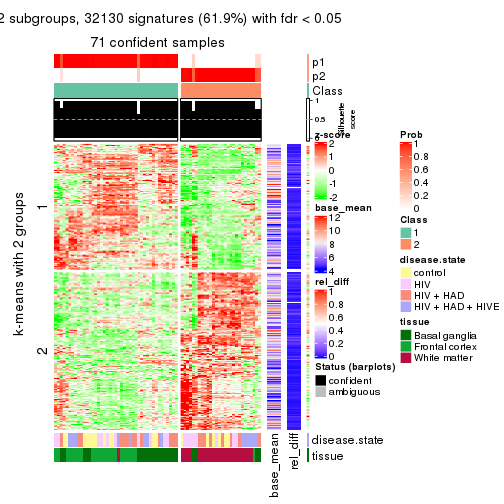 2 subgroups, 32130 signatures (61.9%) with fdr < 0.05
71 confident samples
p1
p2
Class
1
0.5
0
Silhouette
score
k-means with 2 groups
1
2
z-score
2
1
0
-1
-2
base_mean
12
10
8
6
4
rel_diff
1
0.8
0.6
0.4
0.2
0
Status (barplots)
confident
ambiguous
Prob
1
0.8
0.6
0.4
0.2
0
Class
1
2
disease.state
control
HIV
HIV + HAD
HIV + HAD + HIVE
tissue
Basal ganglia
Frontal cortex
White matter
disease.state
tissue
base_mean
rel_diff